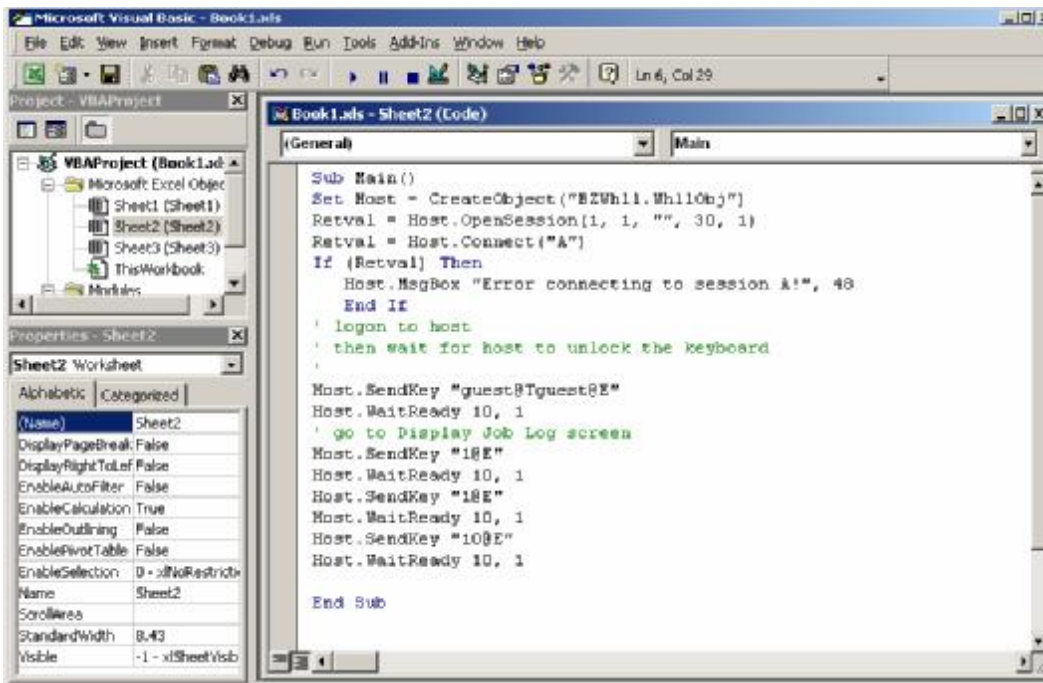 Microsoft Visual Basic - Book1.xls
File Edit View Insert Format Debug Run Tools Add-Ins Window Help
Ln 6, Col 29
Project - VBAProject
VBAProject (Book1.xl
Microsoft Excel Objec
Sheet1 (Sheet1)
Sheet2 (Sheet2)
Sheet3 (Sheet3)
ThisWorkbook
Modules
Properties - Sheet2
Sheet2 Worksheet
Alphabetic Categorized
(Name) Sheet2
DisplayPageBreak: False
DisplayRightToLef False
EnableAutoFilter False
EnableCalculation True
EnableOutlining False
EnablePivotTable False
EnableSelection 0 - xlNoRestrictio
Name Sheet2
ScrollArea
StandardWidth 8.43
Visible -1 - xlSheetVisib
Book1.xls - Sheet2 (Code)
(General) Main
Sub Main()
Set Host = CreateObject("BZWhll.WhllObj")
Retval = Host.OpenSession(1, 1, "", 30, 1)
Retval = Host.Connect("A")
If (Retval) Then
Host.MsgBox "Error connecting to session A!", 48
End If
' logon to host
' then wait for host to unlock the keyboard
'
Host.SendKey "guest@Tguest@E"
Host.WaitReady 10, 1
' go to Display Job Log screen
Host.SendKey "1@E"
Host.WaitReady 10, 1
Host.SendKey "1@E"
Host.WaitReady 10, 1
Host.SendKey "10@E"
Host.WaitReady 10, 1
End Sub